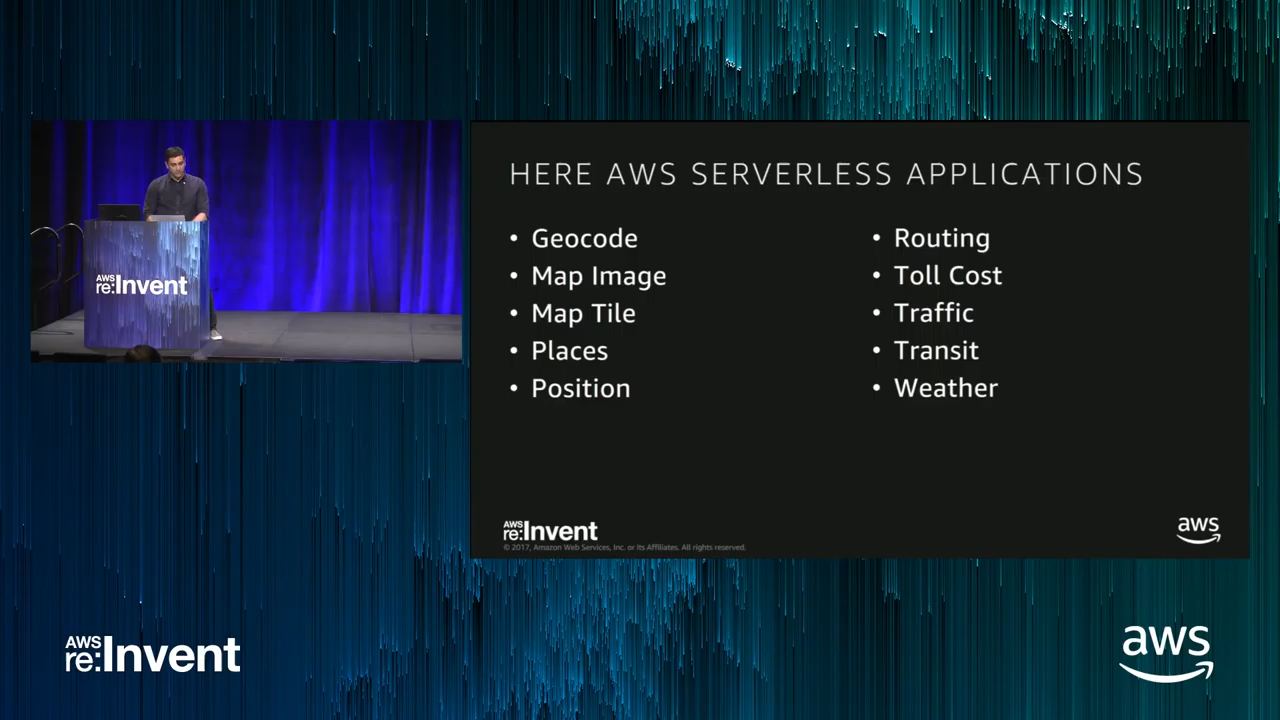 HERE AWS SERVERLESS APPLICATIONS
• Geocode
• Map Image
• Map Tile
• Places
• Position
• Routing
• Toll Cost
• Traffic
• Transit
• Weather
AWS
re:Invent
© 2017, Amazon Web Services, Inc. or its Affiliates. All rights reserved.
aws
AWS
re:Invent
AWS
re:Invent
aws